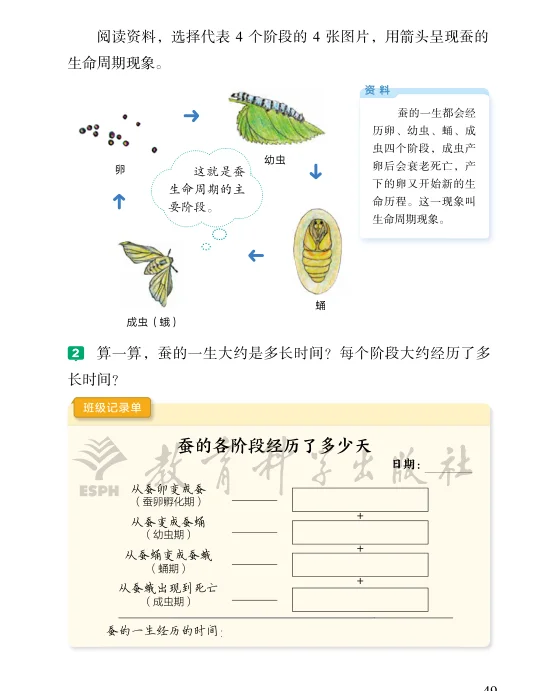 阅读资料，选择代表 4 个阶段的 4 张图片，用箭头呈现蚕的
生命周期现象。
资 料
蚕的一生都会经
历卵、幼虫、蛹、成
虫四个阶段，成虫产
卵后会衰老死亡，产
下的卵又开始新的生
命历程。这一现象叫
生命周期现象。
卵
幼虫
这就是蚕
生命周期的主
要阶段。
成虫（蛾）
蛹
2 算一算，蚕的一生大约是多长时间？每个阶段大约经历了多
长时间？
班级记录单
蚕的各阶段经历了多少天
日期：
ESPH 教育科学出版社
从蚕卵变成蚕
（蚕卵孵化期）
+
从蚕变成蚕蛹
（幼虫期）
+
从蚕蛹变成蚕蛾
（蛹期）
+
从蚕蛾出现到死亡
（成虫期）
蚕的一生经历的时间：